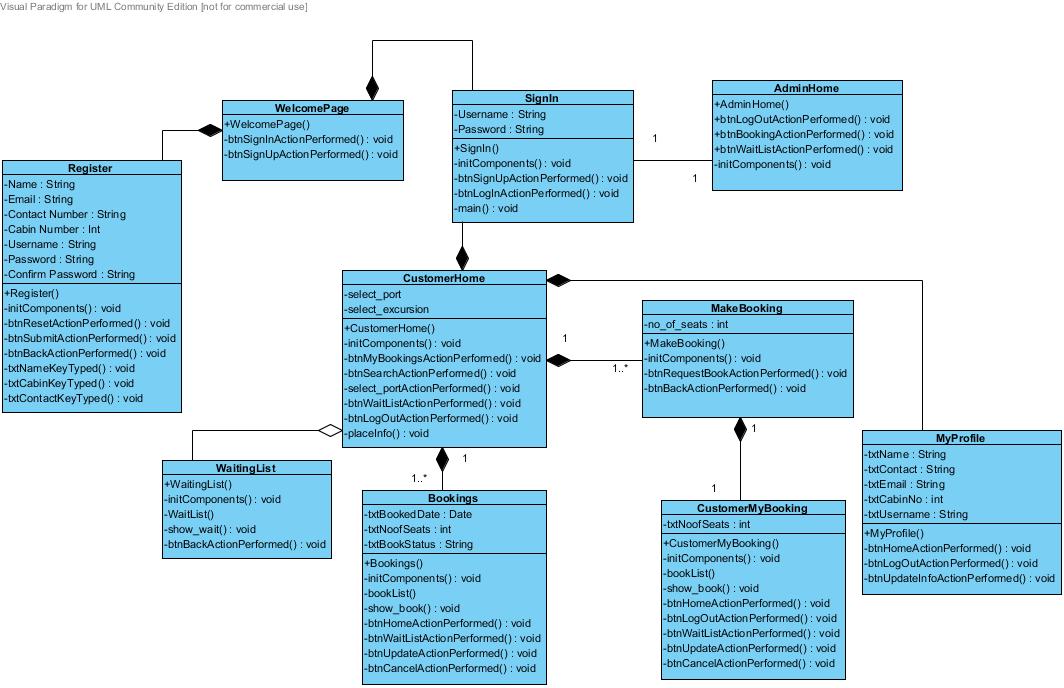 Visual Paradigm for UML Community Edition [not for commercial use]
WelcomePage
+WelcomePage()
-btnSignInActionPerformed() : void
-btnSignUpActionPerformed() : void
SignIn
-Username : String
-Password : String
+SignIn()
-initComponents() : void
-btnSignUpActionPerformed() : void
-btnLogInActionPerformed() : void
-main() : void
1
1
AdminHome
+AdminHome()
+btnLogOutActionPerformed() : void
+btnBookingActionPerformed() : void
+btnWaitListActionPerformed() : void
-initComponents() : void
Register
-Name : String
-Email : String
-Contact Number : String
-Cabin Number : Int
-Username : String
-Password : String
-Confirm Password : String
+Register()
-initComponents() : void
-btnResetActionPerformed() : void
-btnSubmitActionPerformed() : void
-btnBackActionPerformed() : void
-txtNameKeyTyped() : void
-txtCabinKeyTyped() : void
-txtContactKeyTyped() : void
CustomerHome
-select_port
-select_excursion
+CustomerHome()
-initComponents() : void
-btnMyBookingsActionPerformed() : void
-btnSearchActionPerformed() : void
-select_portActionPerformed() : void
-btnWaitListActionPerformed() : void
-btnLogOutActionPerformed() : void
-placeInfo() : void
1
1..*
MakeBooking
-no_of_seats : int
+MakeBooking()
-initComponents() : void
-btnRequestBookActionPerformed() : void
-btnBackActionPerformed() : void
WaitingList
+WaitingList()
-initComponents() : void
-WaitList()
-show_wait() : void
-btnBackActionPerformed() : void
1
1..*
Bookings
-txtBookedDate : Date
-txtNoofSeats : int
-txtBookStatus : String
+Bookings()
-initComponents() : void
-bookList()
-show_book() : void
-btnHomeActionPerformed() : void
-btnWaitListActionPerformed() : void
-btnUpdateActionPerformed() : void
-btnCancelActionPerformed() : void
1
1
CustomerMyBooking
-txtNoofSeats : int
+CustomerMyBooking()
-initComponents() : void
-bookList()
-show_book() : void
-btnHomeActionPerformed() : void
-btnLogOutActionPerformed() : void
-btnWaitListActionPerformed() : void
-btnUpdateActionPerformed() : void
-btnCancelActionPerformed() : void
MyProfile
-txtName : String
-txtContact : String
-txtEmail : String
-txtCabinNo : int
-txtUsername : String
+MyProfile()
-btnHomeActionPerformed() : void
-btnLogOutActionPerformed() : void
-btnUpdateInfoActionPerformed() : void